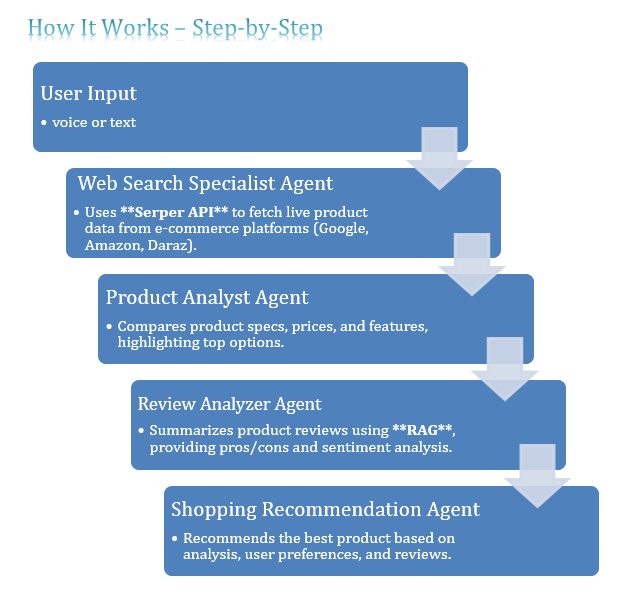 How It Works – Step-by-Step
User Input
• voice or text
Web Search Specialist Agent
• Uses **Serper API** to fetch live product
data from e-commerce platforms (Google,
Amazon, Daraz).
Product Analyst Agent
• Compares product specs, prices, and features,
highlighting top options.
Review Analyzer Agent
• Summarizes product reviews using **RAG**,
providing pros/cons and sentiment analysis.
Shopping Recommendation Agent
• Recommends the best product based on
analysis, user preferences, and reviews.